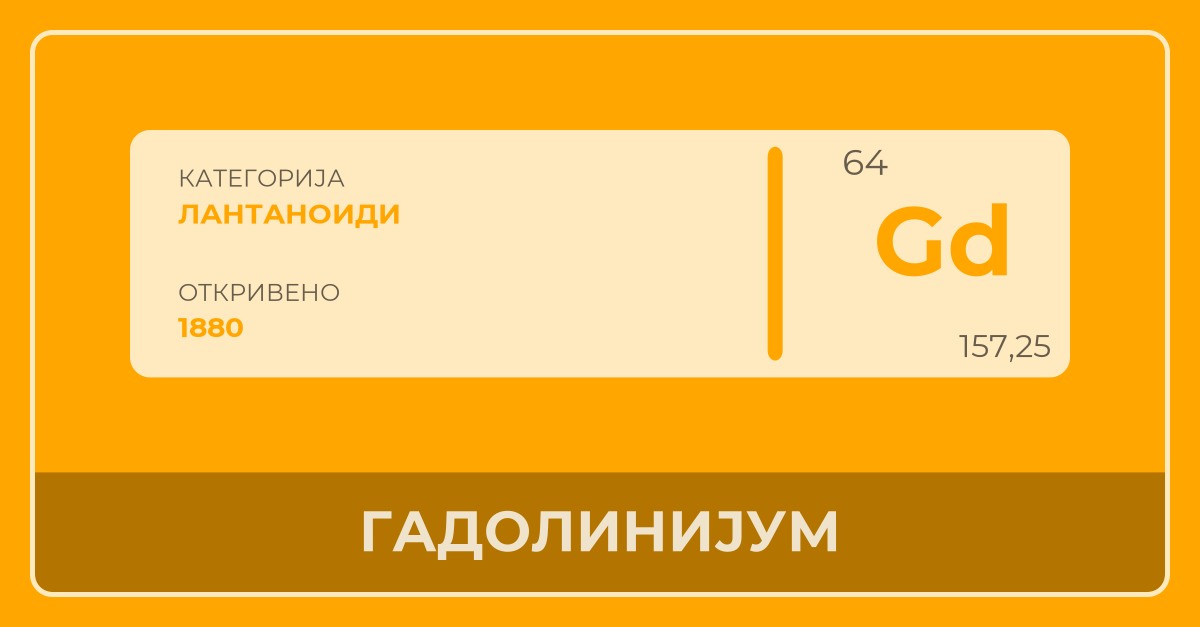 КАТЕГОРИЈА
ЛАНТАНОИДИ
ОТКРИВЕНО
1880
64
Gd
157,25
ГАДОЛИНИЈУМ